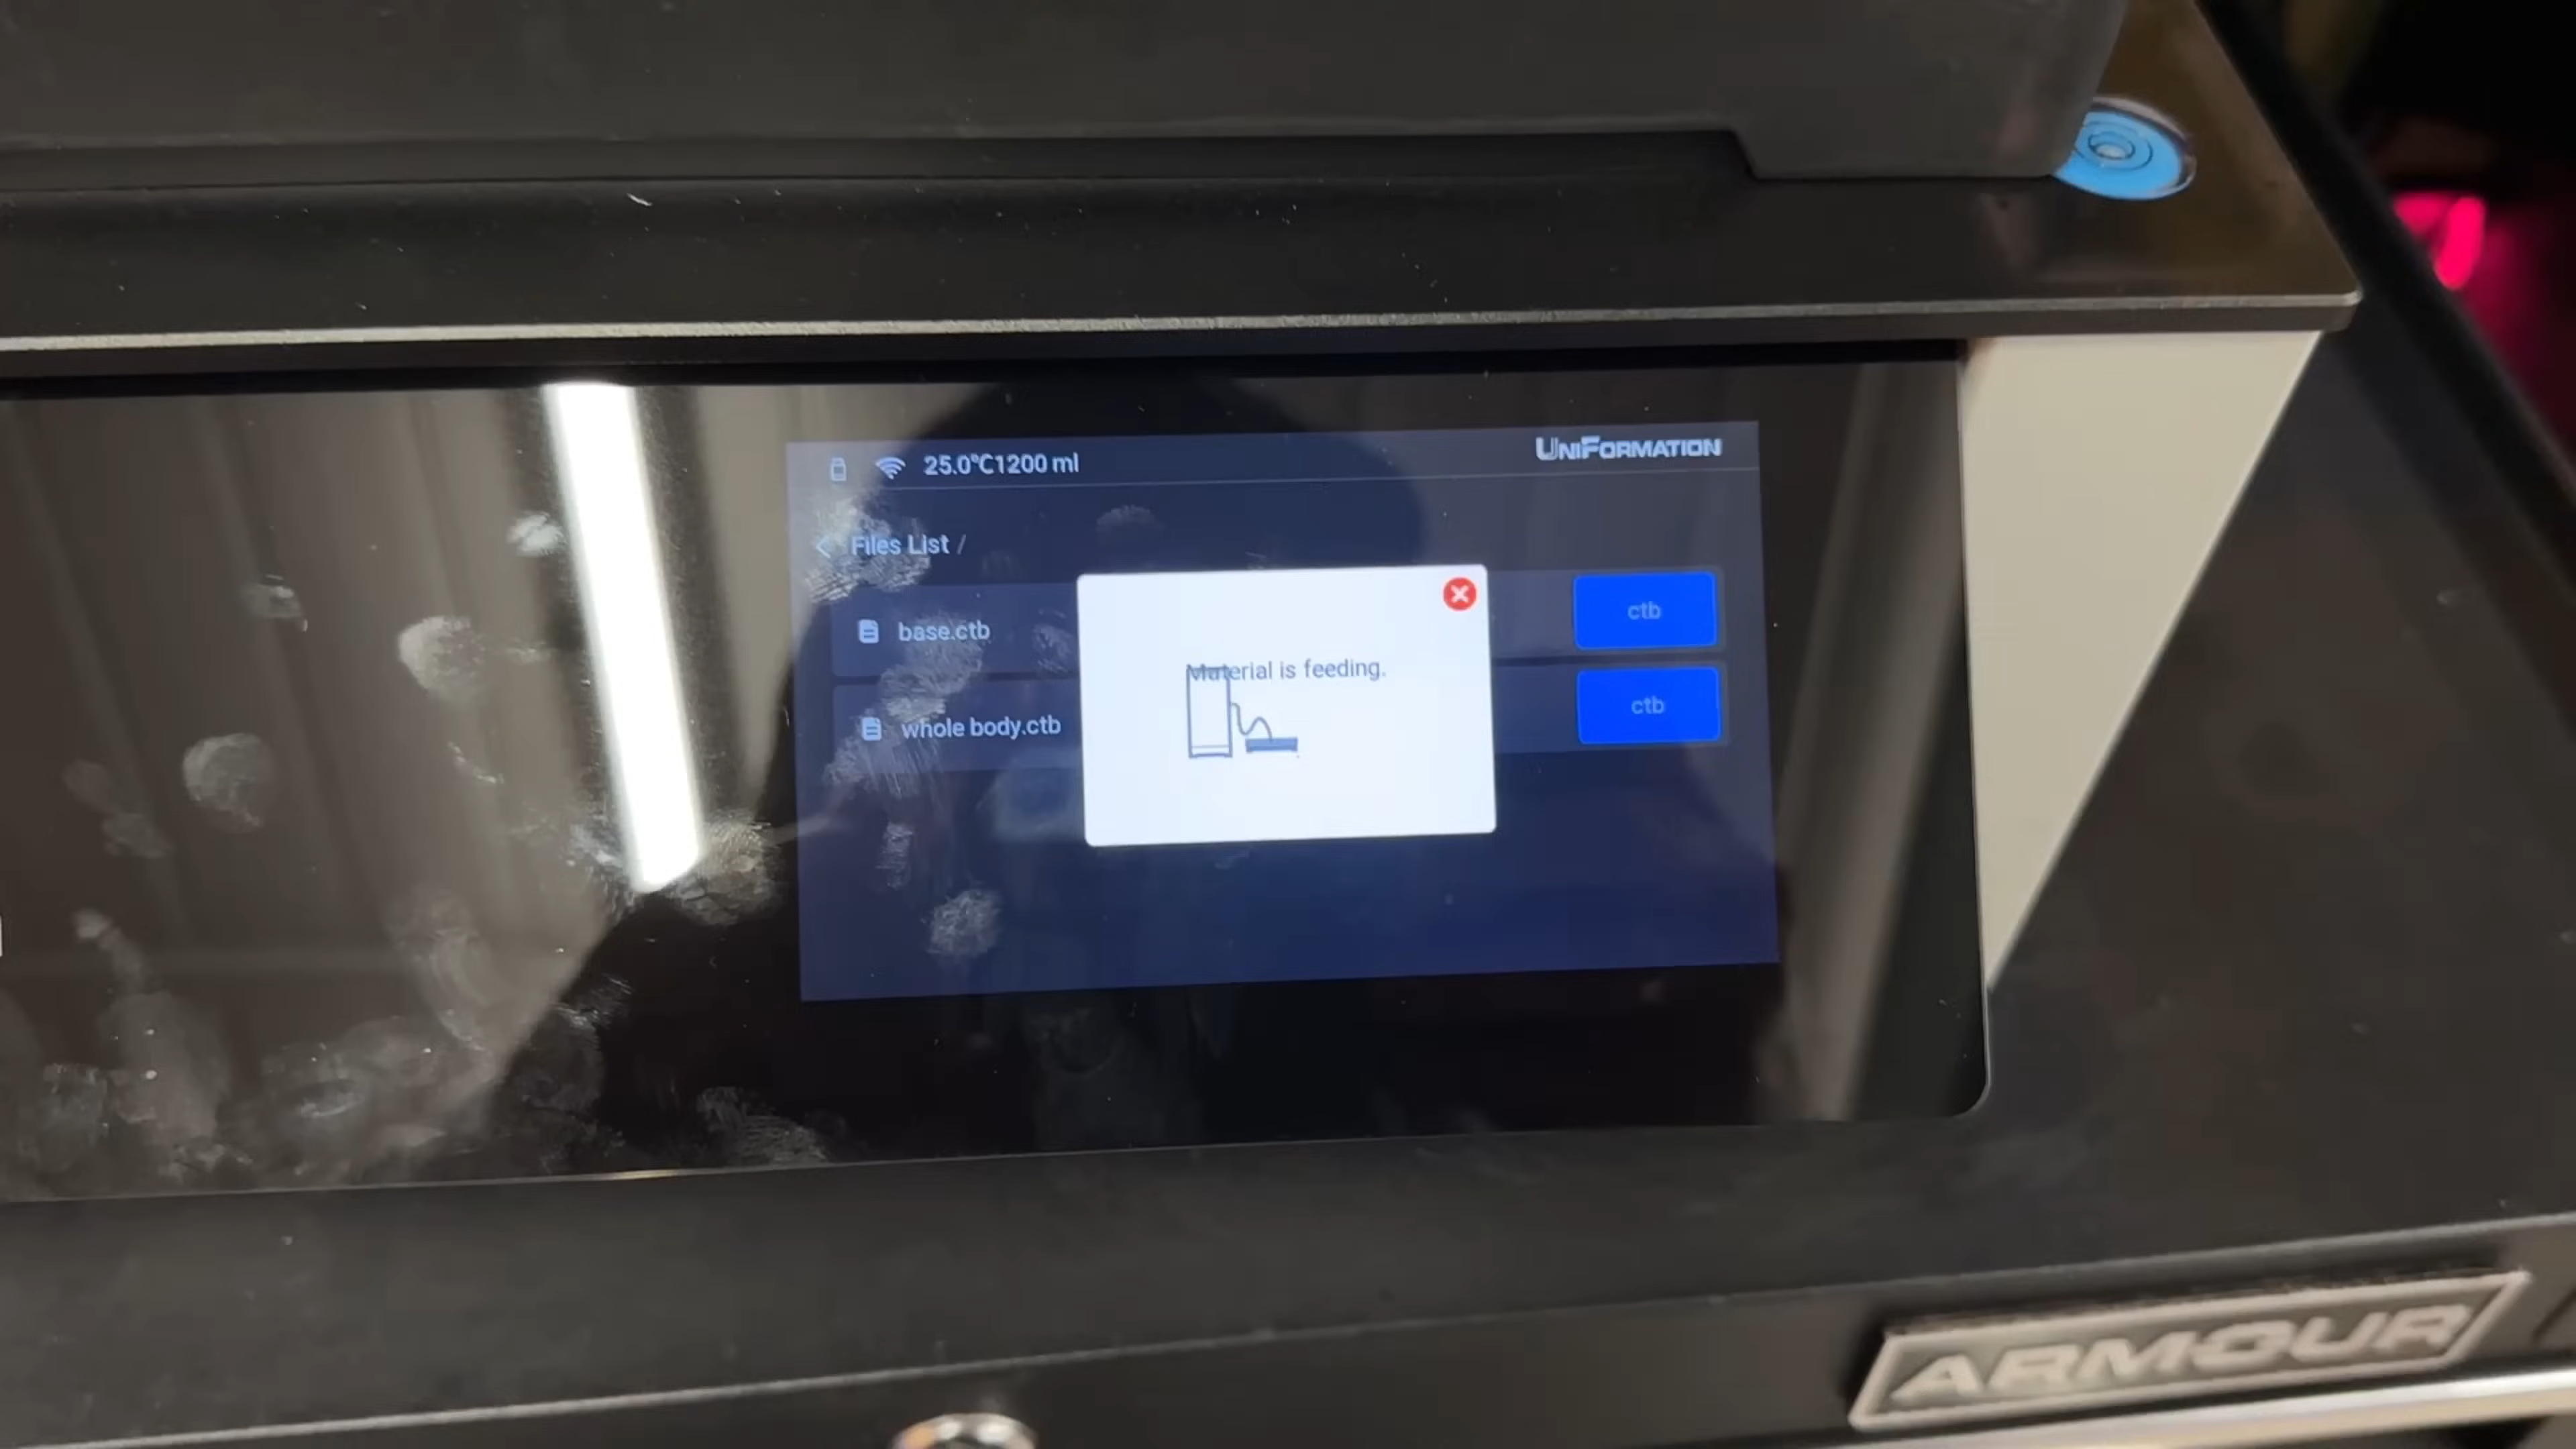 25.0℃1200 ml
UNIFORMATION
Files List /
base.ctb
ctb
Material is feeding.
whole body.ctb
ctb
ARMOUR